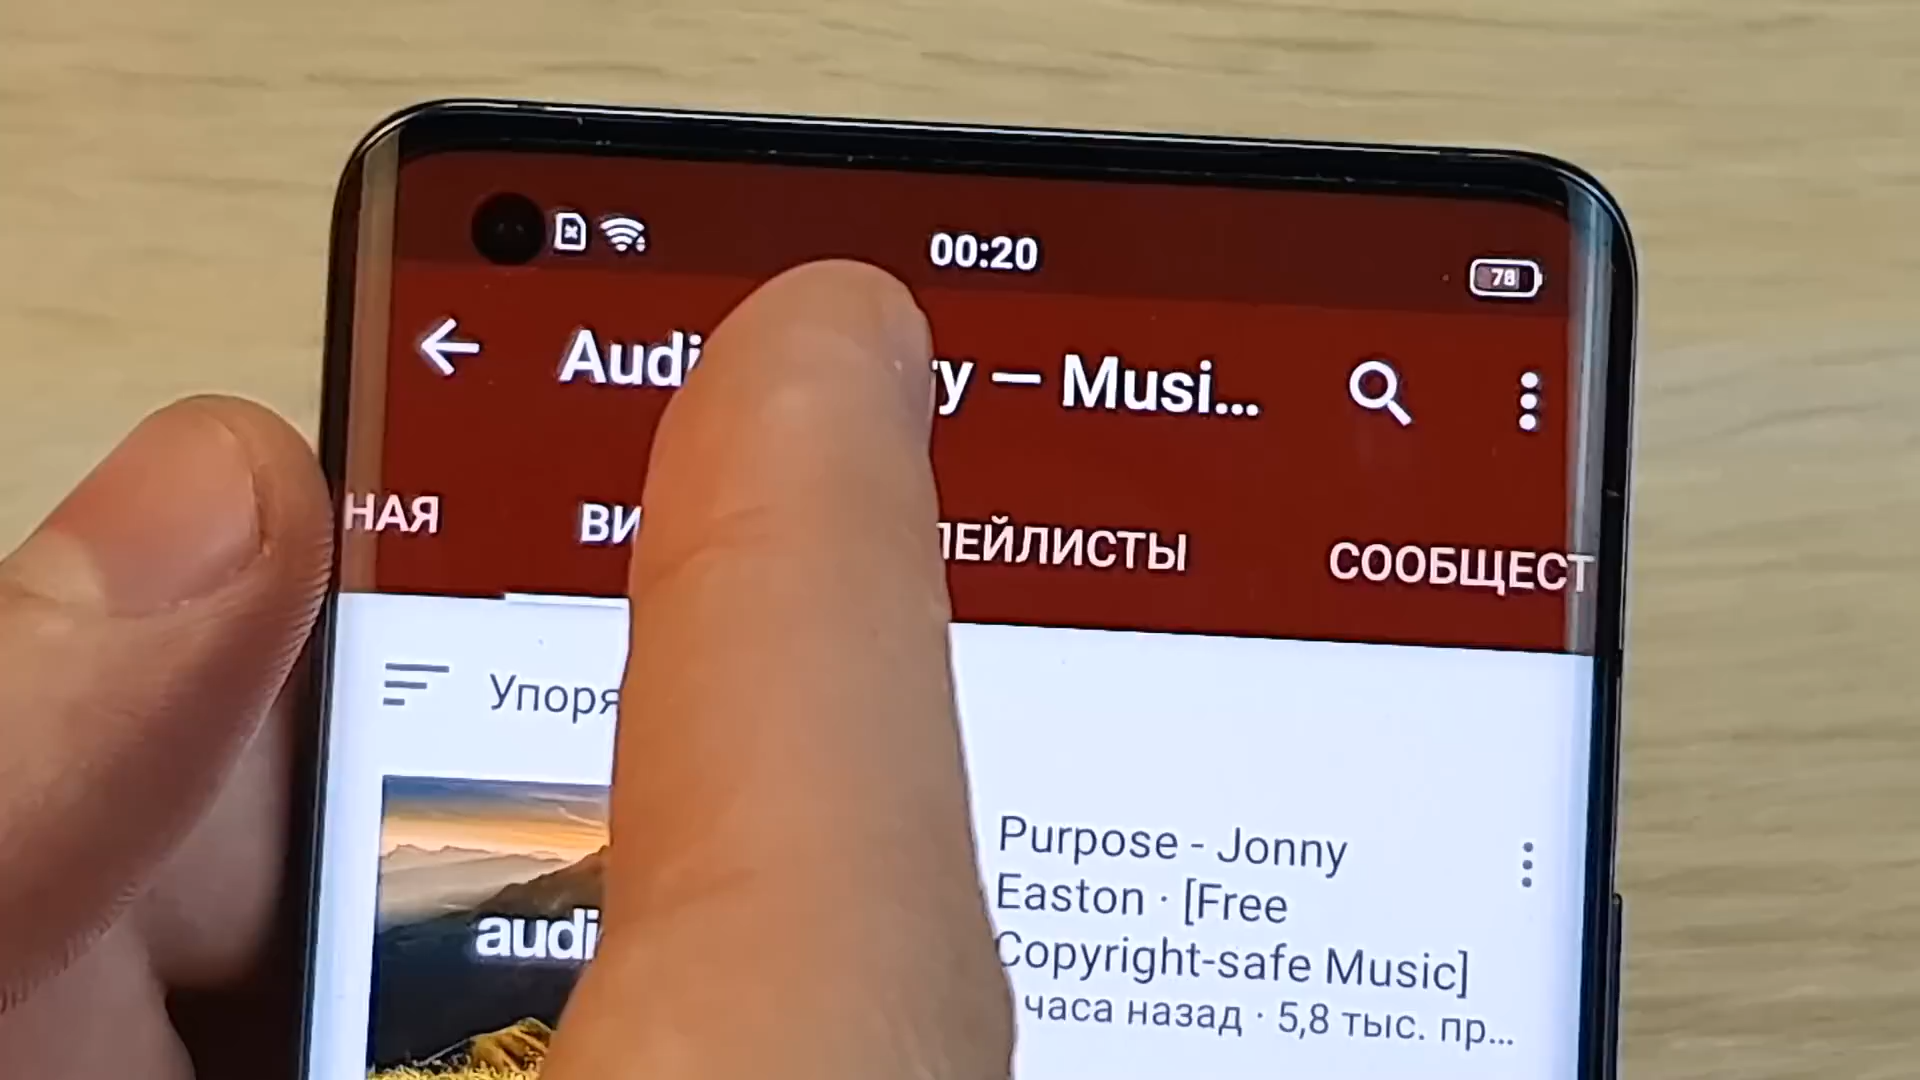 00:20
78
Audi y — Musi...
НАЯ ВИ ЛЕЙЛИСТЫ СООБЩЕСТ
Упоря
audi
Purpose - Jonny
Easton · [Free
Copyright-safe Music]
часа назад · 5,8 тыс. пр...